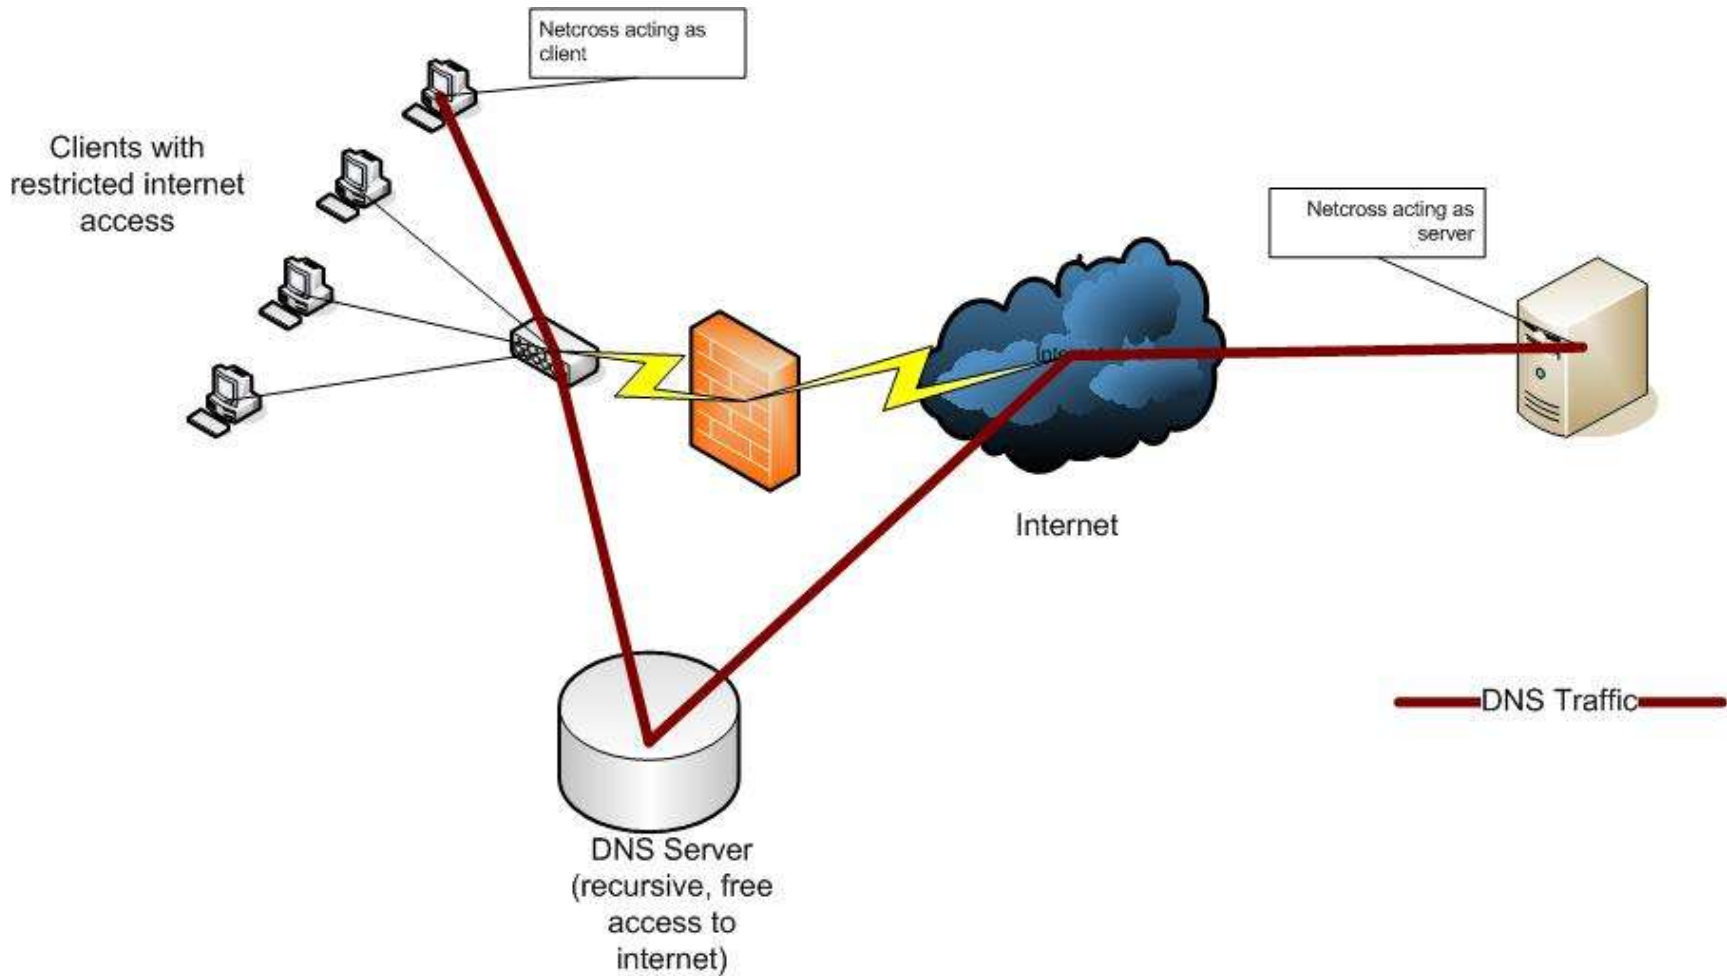 Netcross acting as
client
Clients with
restricted internet
access
Netcross acting as
server
Internet
Internet
DNS Traffic
DNS Server
(recursive, free
access to
internet)